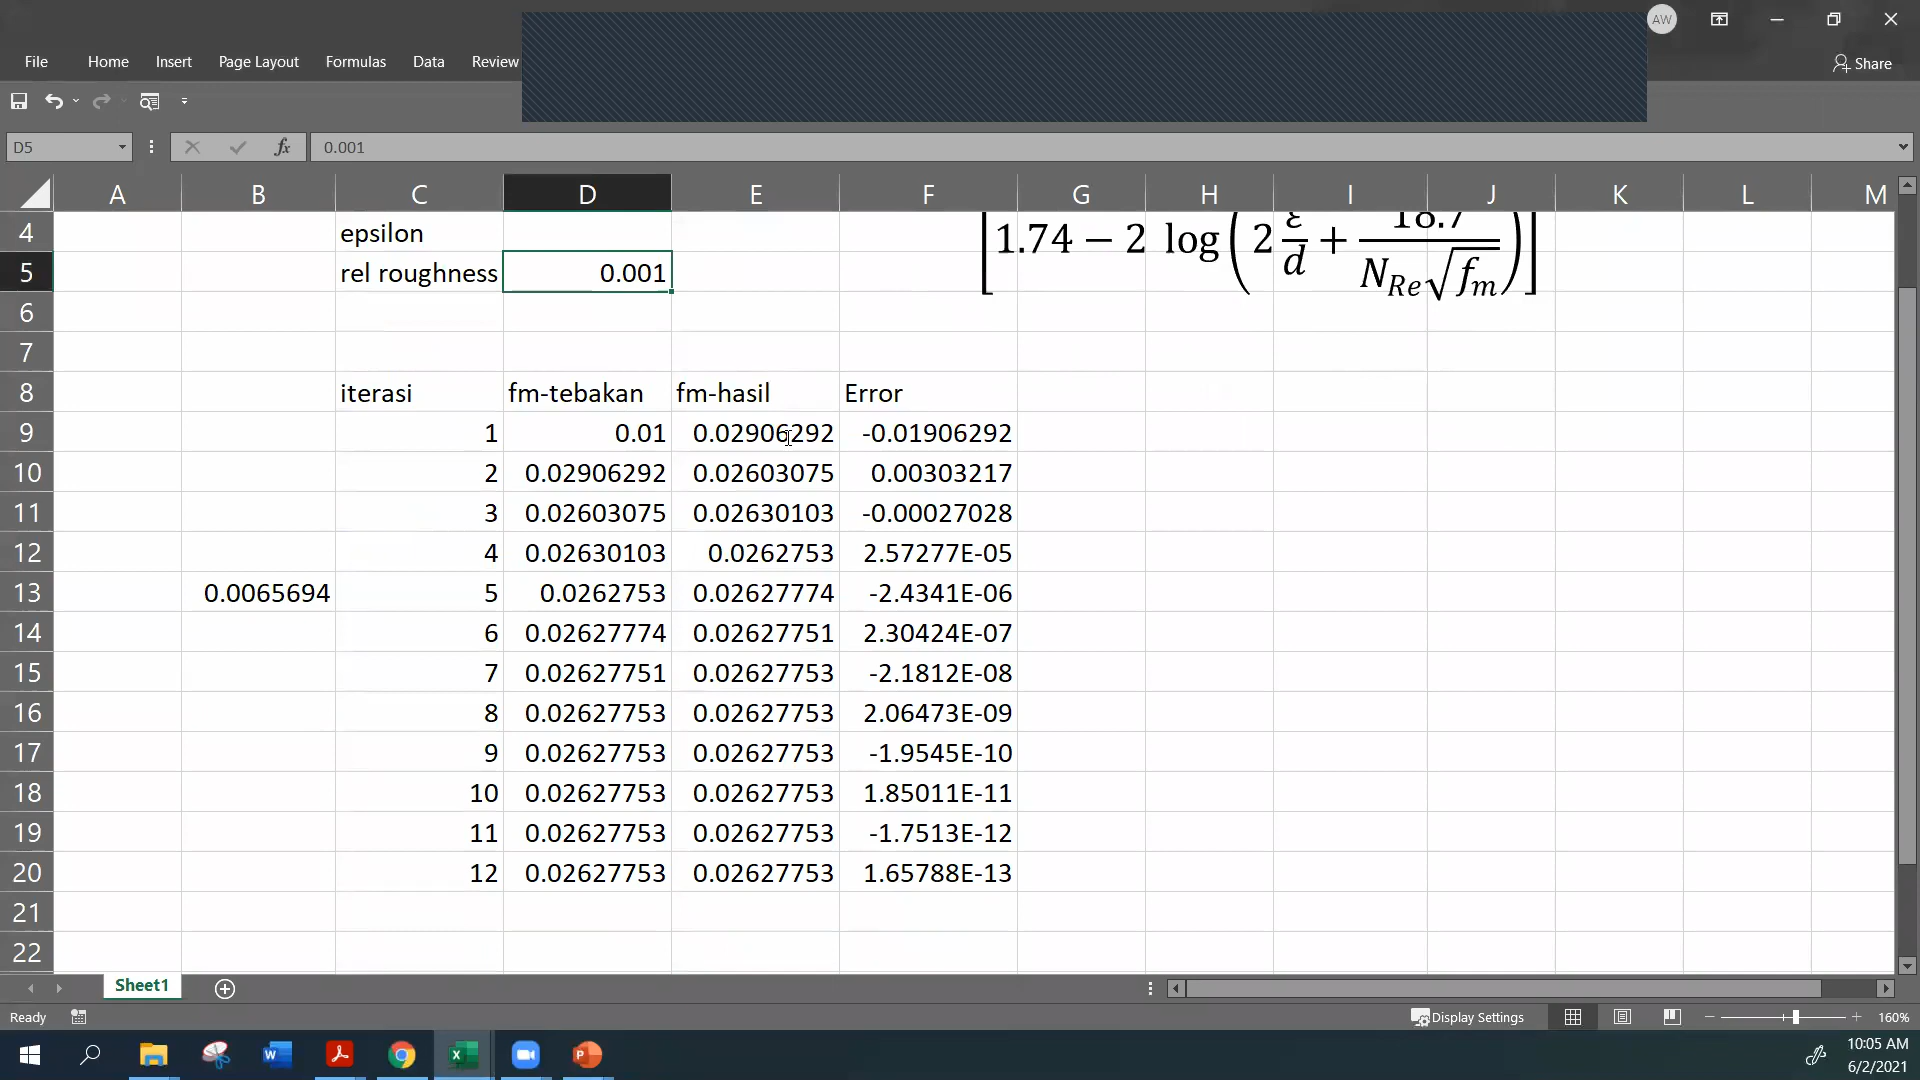 AW
File Home Insert Page Layout Formulas Data Review
Share
D5 fx 0.001
A B C D E F G H I J K L M
4 epsilon
5 rel roughness 0.001
[1.74 − 2 log(2 ε/d + 18.7/(N_Re√f_m))]
6
7
8 iterasi fm-tebakan fm-hasil Error
9 1 0.01 0.02906292 -0.01906292
10 2 0.02906292 0.02603075 0.00303217
11 3 0.02603075 0.02630103 -0.00027028
12 4 0.02630103 0.0262753 2.57277E-05
13 0.0065694 5 0.0262753 0.02627774 -2.4341E-06
14 6 0.02627774 0.02627751 2.30424E-07
15 7 0.02627751 0.02627753 -2.1812E-08
16 8 0.02627753 0.02627753 2.06473E-09
17 9 0.02627753 0.02627753 -1.9545E-10
18 10 0.02627753 0.02627753 1.85011E-11
19 11 0.02627753 0.02627753 -1.7513E-12
20 12 0.02627753 0.02627753 1.65788E-13
21
22
Sheet1
Ready Display Settings 160%
10:05 AM
6/2/2021